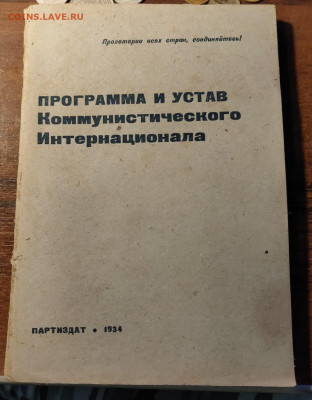 COINS.LAVE.RU
Пролетарии всех стран, соединяйтесь!
ПРОГРАММА И УСТАВ
Коммунистического
Интернационала
ПАРТИЗДАТ • 1934